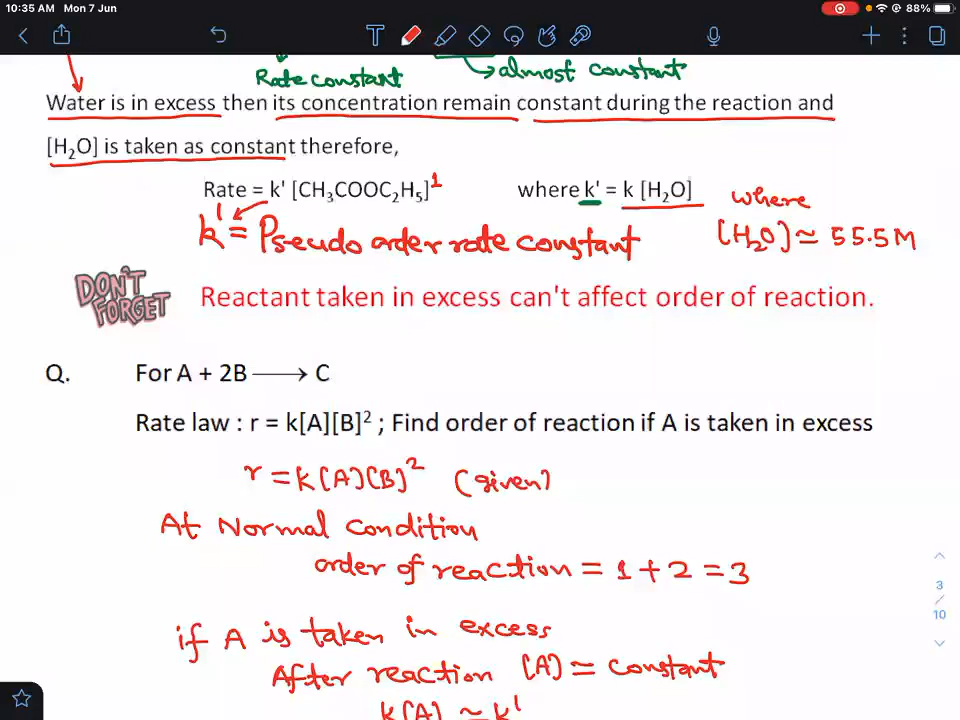 10:35 AM Mon 7 Jun 88%
Rate constant almost constant
Water is in excess then its concentration remain constant during the reaction and
[H₂O] is taken as constant therefore,
Rate = k' [CH₃COOC₂H₅]¹ where k' = k [H₂O] where
k' = Pseudo order rate constant [H₂O] ≃ 55.5M
DON'T FORGET Reactant taken in excess can't affect order of reaction.
Q. For A + 2B ⟶ C
Rate law : r = k[A][B]² ; Find order of reaction if A is taken in excess
r = k[A][B]² (given)
At Normal Condition
order of reaction = 1 + 2 = 3
3
/
10
if A is taken in excess
After reaction [A] ≃ constant
k[A] ≃ k'